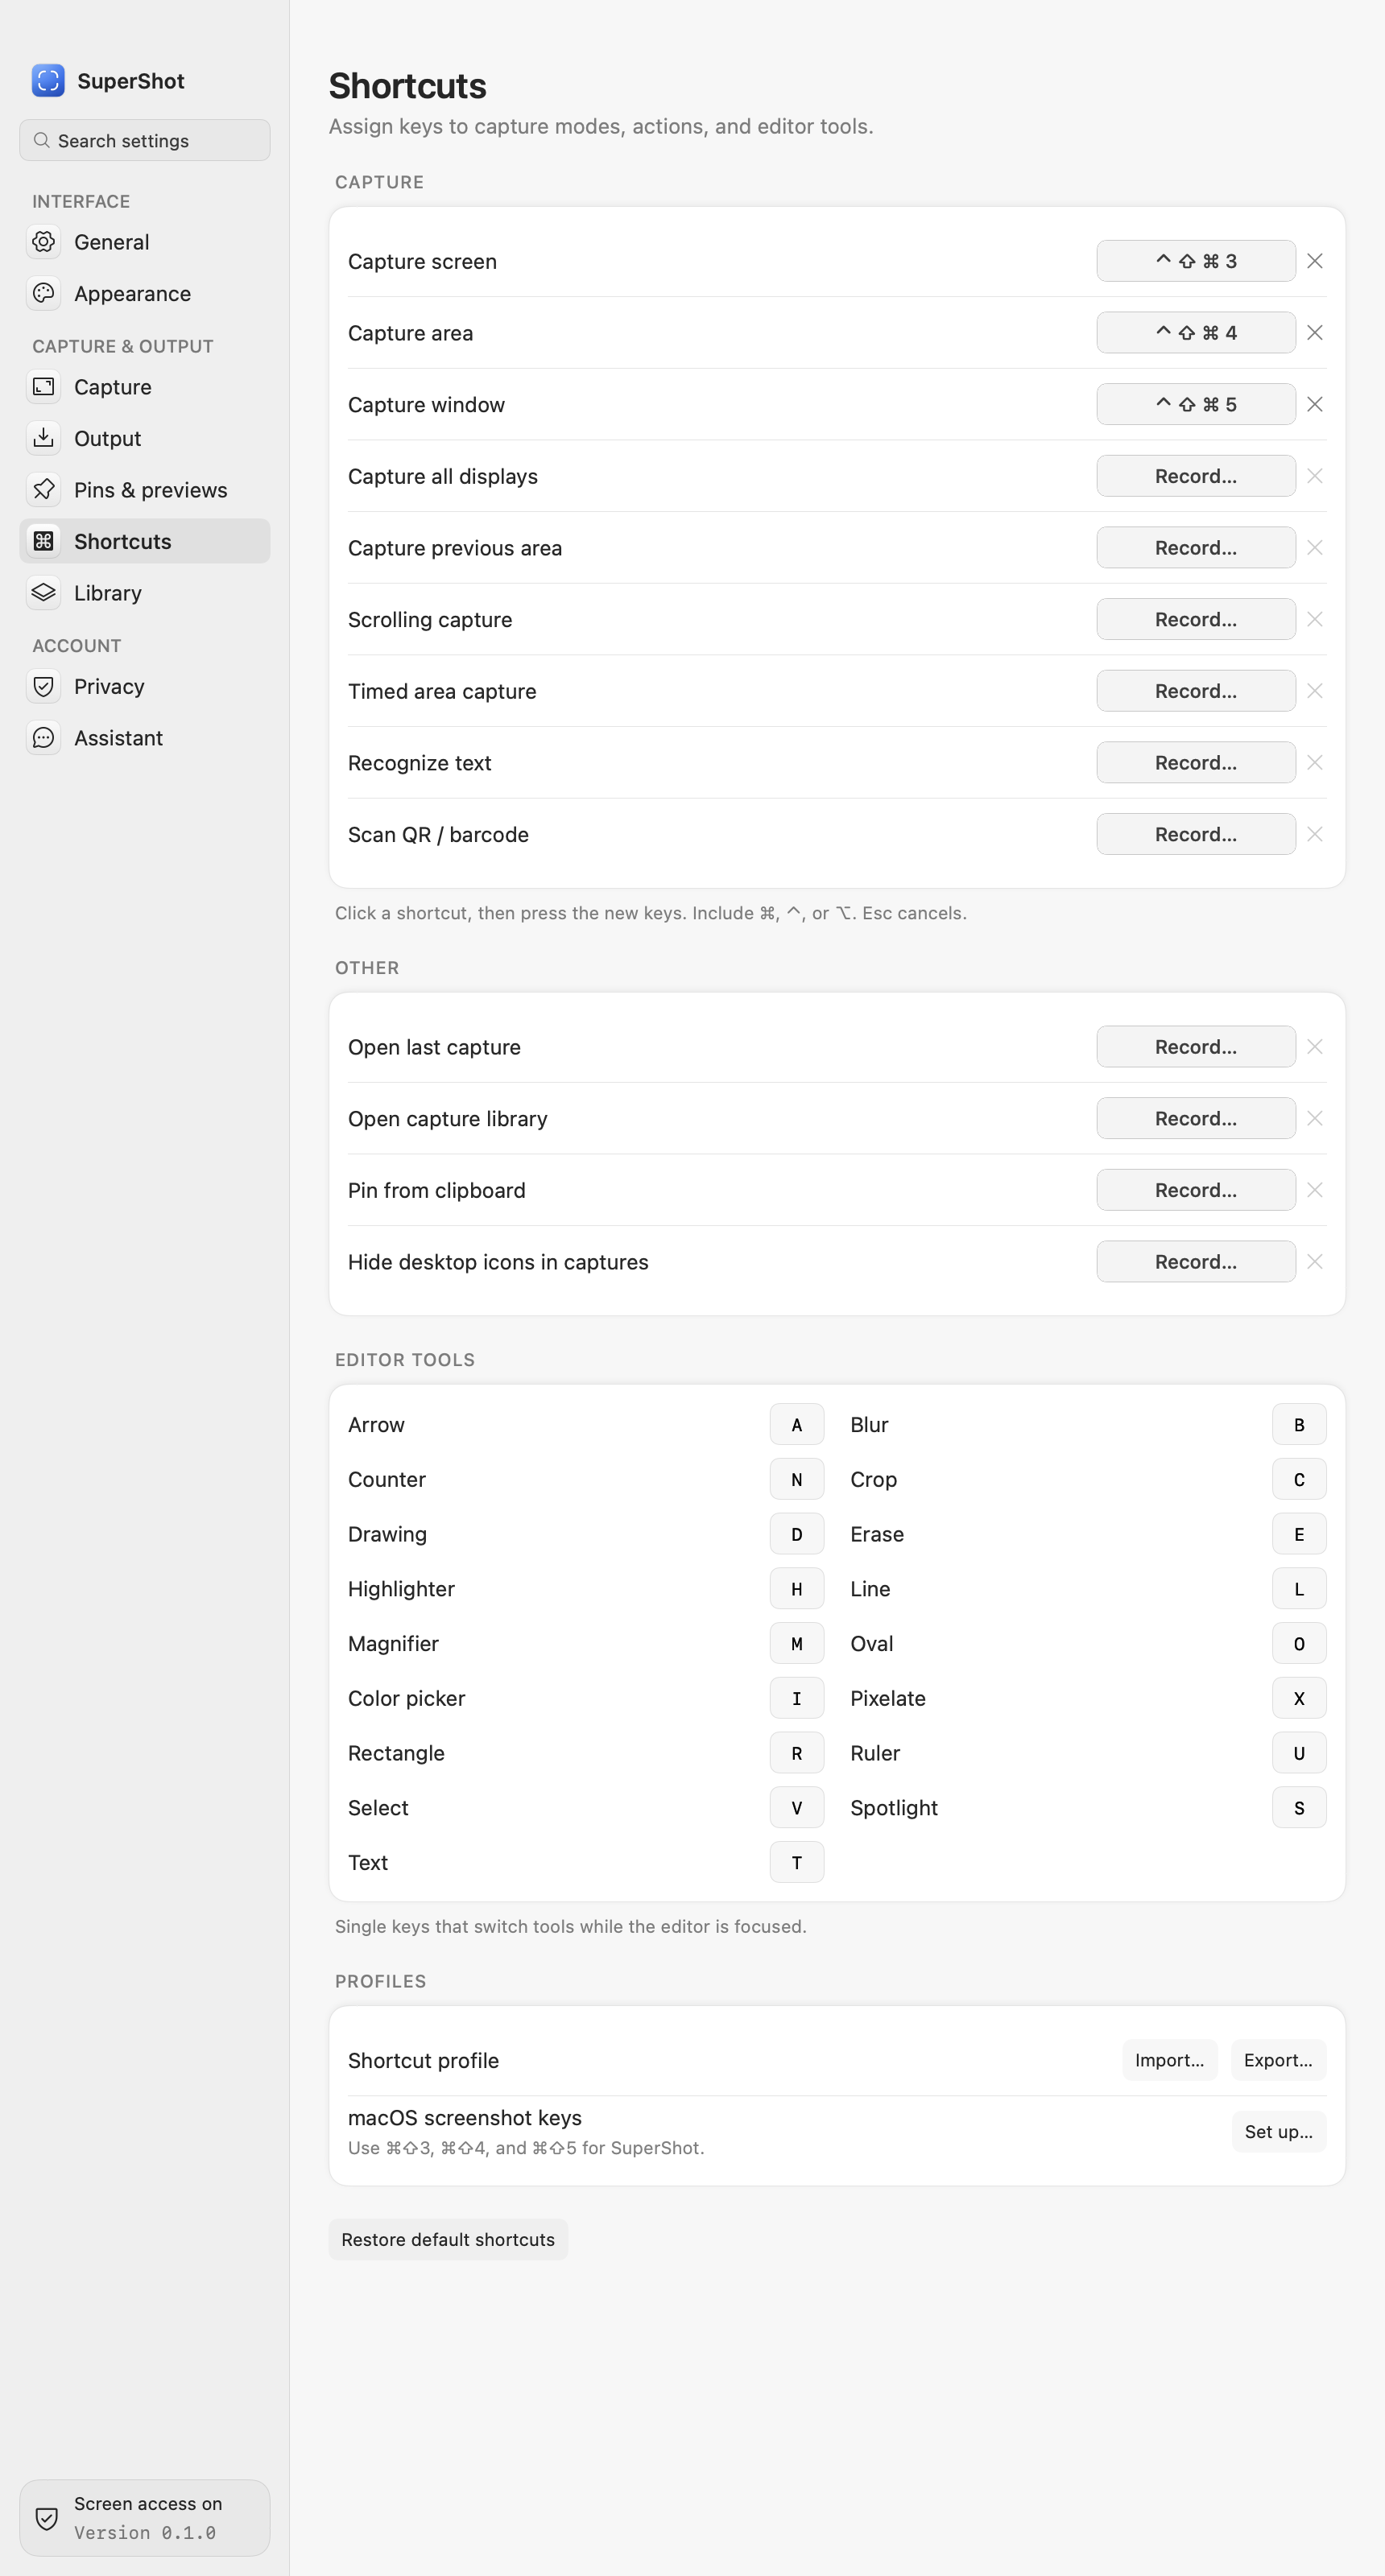 SuperShot
Search settings
INTERFACE
General
Appearance
CAPTURE & OUTPUT
Capture
Output
Pins & previews
Shortcuts
Library
ACCOUNT
Privacy
Assistant
Screen access on
Version 0.1.0
Shortcuts
Assign keys to capture modes, actions, and editor tools.
CAPTURE
Capture screen ⌃ ⇧ ⌘ 3
Capture area ⌃ ⇧ ⌘ 4
Capture window ⌃ ⇧ ⌘ 5
Capture all displays Record...
Capture previous area Record...
Scrolling capture Record...
Timed area capture Record...
Recognize text Record...
Scan QR / barcode Record...
Click a shortcut, then press the new keys. Include ⌘, ⌃, or ⌥. Esc cancels.
OTHER
Open last capture Record...
Open capture library Record...
Pin from clipboard Record...
Hide desktop icons in captures Record...
EDITOR TOOLS
Arrow A Blur B
Counter N Crop C
Drawing D Erase E
Highlighter H Line L
Magnifier M Oval O
Color picker I Pixelate X
Rectangle R Ruler U
Select V Spotlight S
Text T
Single keys that switch tools while the editor is focused.
PROFILES
Shortcut profile Import... Export...
macOS screenshot keys
Use ⌘⇧3, ⌘⇧4, and ⌘⇧5 for SuperShot.
Set up...
Restore default shortcuts